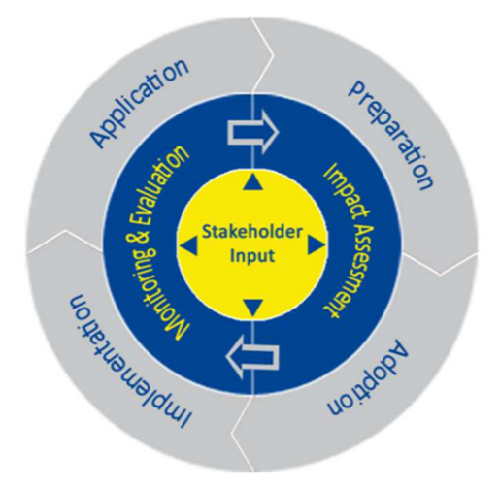 Application
Preparation
Monitoring & Evaluation
Impact Assessment
Stakeholder
Input
Implementation
Adoption